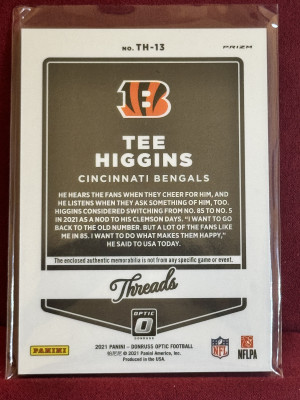 NO. TH-13
PRIZM
B
TEE
HIGGINS
CINCINNATI BENGALS
HE HEARS THE FANS WHEN THEY CHEER FOR HIM, AND
HE LISTENS WHEN THEY ASK SOMETHING OF HIM, TOO.
HIGGINS CONSIDERED SWITCHING FROM NO. 85 TO NO. 5
IN 2021 AS A NOD TO HIS CLEMSON DAYS. "I WANT TO GO
BACK TO THE OLD NUMBER. BUT A LOT OF THE FANS LIKE
ME IN 85. I WANT TO DO WHAT MAKES THEM HAPPY,"
HE SAID TO USA TODAY.
The enclosed authentic memorabilia is not from any specific game or event.
Threads
OPTIC
O
DONRUSS
PANINI
2021 PANINI – DONRUSS OPTIC FOOTBALL
© 2021 Panini America, Inc.
Produced in the USA.
NFL
NFLPA